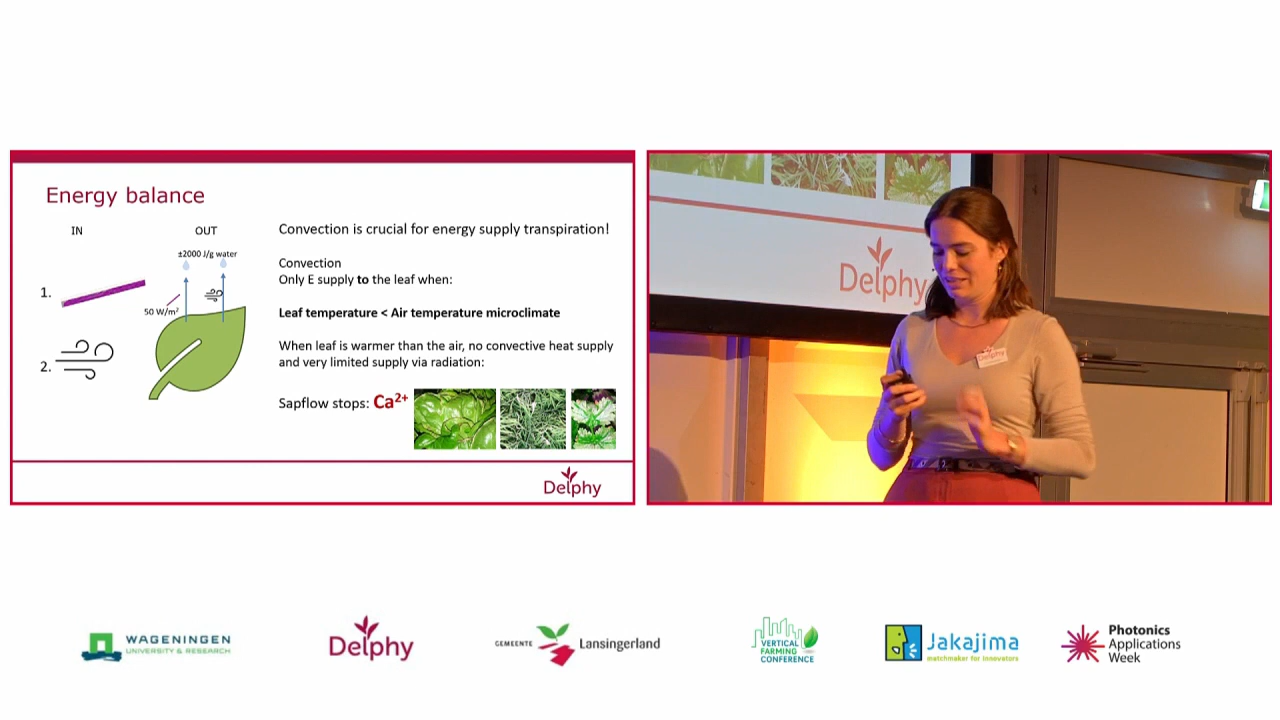 Energy balance
IN
OUT
±2000 J/g water
1.
50 W/m²
2.
Convection is crucial for energy supply transpiration!
Convection
Only E supply to the leaf when:
Leaf temperature < Air temperature microclimate
When leaf is warmer than the air, no convective heat supply
and very limited supply via radiation:
Sapflow stops: Ca²⁺
Delphy
Delphy
Delphy
WAGENINGEN
UNIVERSITY & RESEARCH
Delphy
GEMEENTE Lansingerland
VERTICAL
FARMING
CONFERENCE
Jakajima
matchmaker for innovators
Photonics
Applications
Week